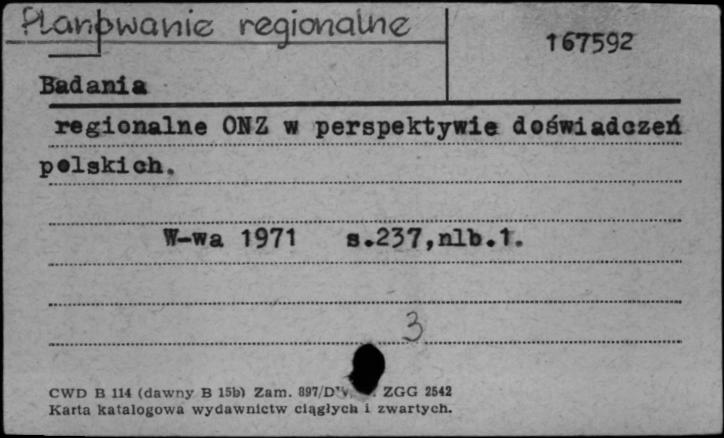 Planowanie regionalne
167592
Badania
regionalne ONZ w perspektywie doświadczeń
polskich.
W-wa 1971 s.237,nlb.1.
3
CWD B 114 (dawny B 15b) Zam. 897/D ZGG 2542
Karta katalogowa wydawnictw ciągłych i zwartych.